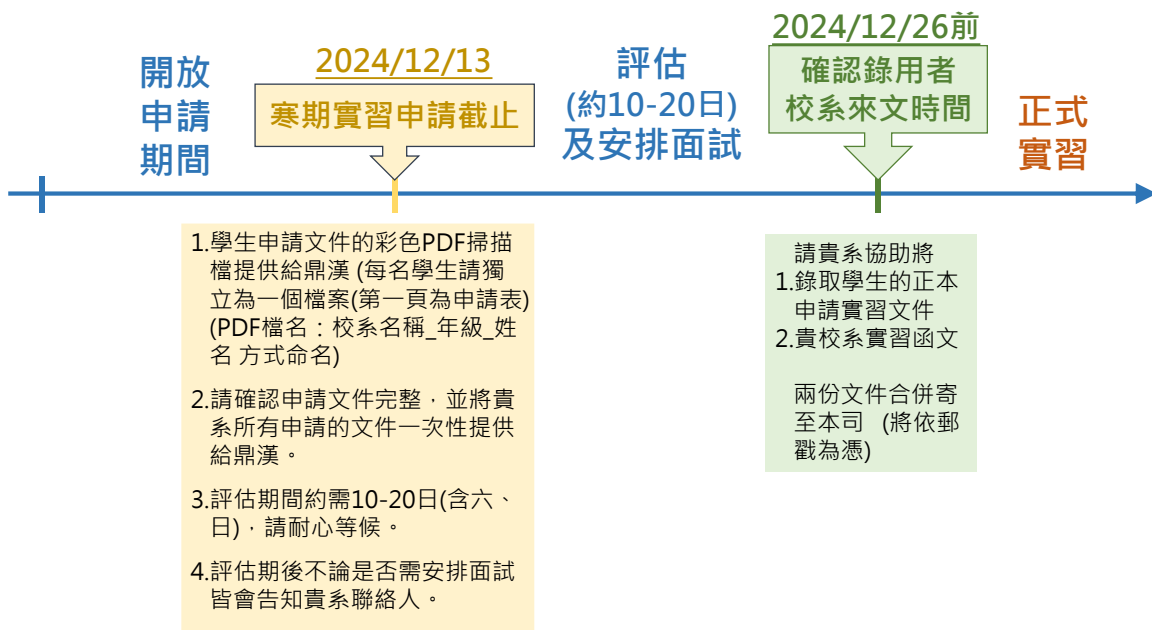 開放
申請
期間
2024/12/13
寒期實習申請截止
評估
(約10-20日)
及安排面試
2024/12/26前
確認錄用者
校系來文時間
正式
實習
1.學生申請文件的彩色PDF掃描
檔提供給鼎漢 (每名學生請獨
立為一個檔案(第一頁為申請表)
(PDF檔名：校系名稱_年級_姓
名 方式命名)
2.請確認申請文件完整，並將貴
系所有申請的文件一次性提供
給鼎漢。
3.評估期間約需10-20日(含六、
日)，請耐心等候。
4.評估期後不論是否需安排面試
皆會告知貴系聯絡人。
請貴系協助將
1.錄取學生的正本
申請實習文件
2.貴校系實習函文
兩份文件合併寄
至本司 (將依郵
戳為憑)